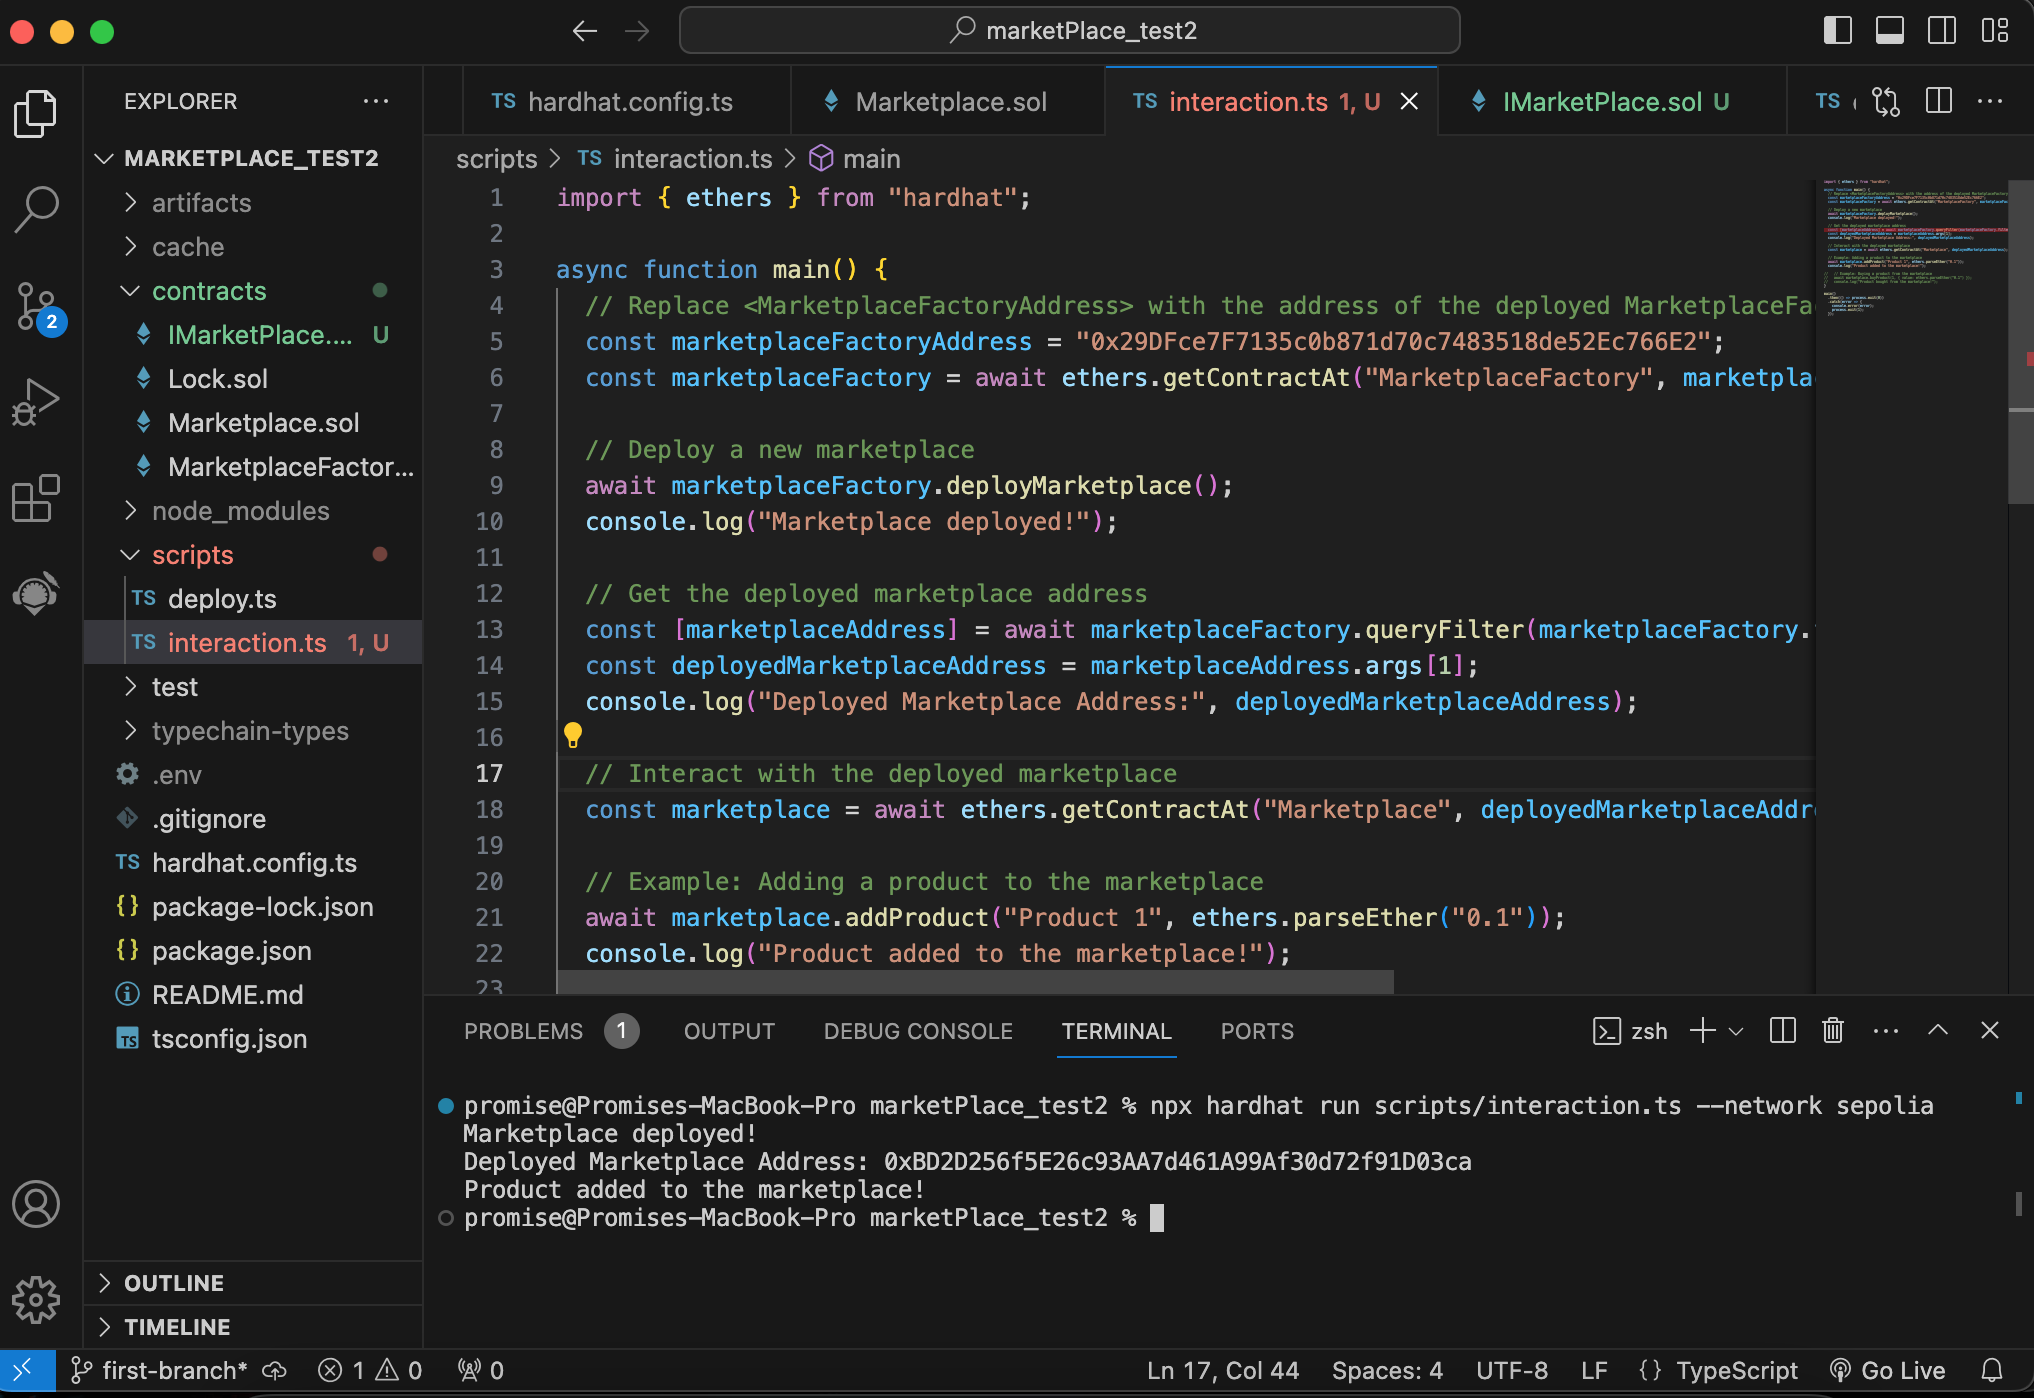 marketPlace_test2
EXPLORER
MARKETPLACE_TEST2
artifacts
cache
contracts
IMarketPlace.... U
Lock.sol
Marketplace.sol
MarketplaceFactor...
node_modules
scripts
TS deploy.ts
TS interaction.ts 1, U
test
typechain-types
.env
.gitignore
TS hardhat.config.ts
{} package-lock.json
{} package.json
README.md
TS tsconfig.json
OUTLINE
TIMELINE
2
TS hardhat.config.ts
Marketplace.sol
TS interaction.ts 1, U
IMarketPlace.sol U
TS
scripts > TS interaction.ts > main
1 import { ethers } from "hardhat";
2
3 async function main() {
4 // Replace <MarketplaceFactoryAddress> with the address of the deployed MarketplaceFa
5 const marketplaceFactoryAddress = "0x29DFce7F7135c0b871d70c7483518de52Ec766E2";
6 const marketplaceFactory = await ethers.getContractAt("MarketplaceFactory", marketpla
7
8 // Deploy a new marketplace
9 await marketplaceFactory.deployMarketplace();
10 console.log("Marketplace deployed!");
11
12 // Get the deployed marketplace address
13 const [marketplaceAddress] = await marketplaceFactory.queryFilter(marketplaceFactory.
14 const deployedMarketplaceAddress = marketplaceAddress.args[1];
15 console.log("Deployed Marketplace Address:", deployedMarketplaceAddress);
16
17 // Interact with the deployed marketplace
18 const marketplace = await ethers.getContractAt("Marketplace", deployedMarketplaceAddr
19
20 // Example: Adding a product to the marketplace
21 await marketplace.addProduct("Product 1", ethers.parseEther("0.1"));
22 console.log("Product added to the marketplace!");
23
PROBLEMS 1 OUTPUT DEBUG CONSOLE TERMINAL PORTS zsh
promise@Promises-MacBook-Pro marketPlace_test2 % npx hardhat run scripts/interaction.ts --network sepolia
Marketplace deployed!
Deployed Marketplace Address: 0xBD2D256f5E26c93AA7d461A99Af30d72f91D03ca
Product added to the marketplace!
promise@Promises-MacBook-Pro marketPlace_test2 %
first-branch* 1 0 0 Ln 17, Col 44 Spaces: 4 UTF-8 LF {} TypeScript Go Live